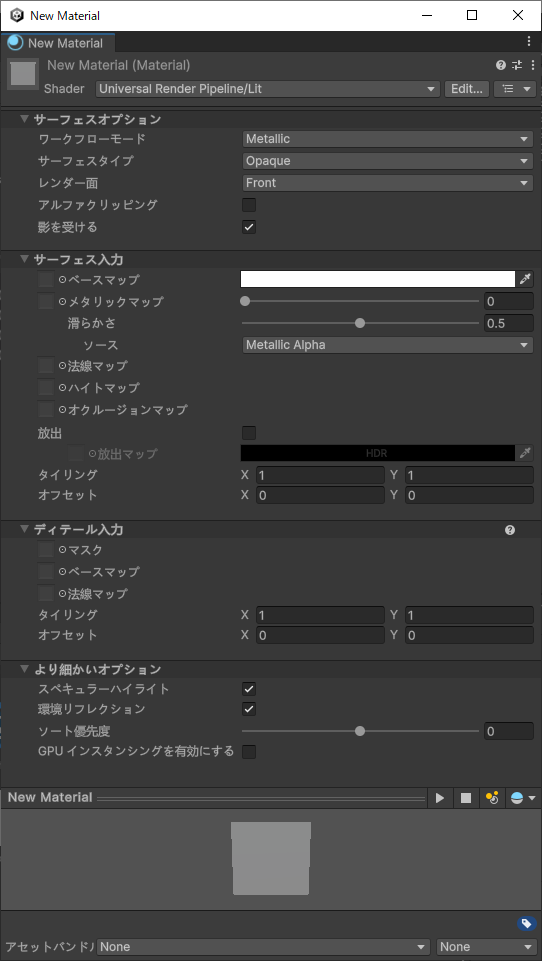 New Material
New Material
New Material (Material)
Shader Universal Render Pipeline/Lit Edit...
サーフェスオプション
ワークフローモード Metallic
サーフェスタイプ Opaque
レンダー面 Front
アルファクリッピング
影を受ける
サーフェス入力
ベースマップ
メタリックマップ 0
滑らかさ 0.5
ソース Metallic Alpha
法線マップ
ハイトマップ
オクルージョンマップ
放出
放出マップ HDR
タイリング X 1 Y 1
オフセット X 0 Y 0
ディテール入力
マスク
ベースマップ
法線マップ
タイリング X 1 Y 1
オフセット X 0 Y 0
より細かいオプション
スペキュラーハイライト
環境リフレクション
ソート優先度 0
GPU インスタンシングを有効にする
New Material
アセットバンドル None None